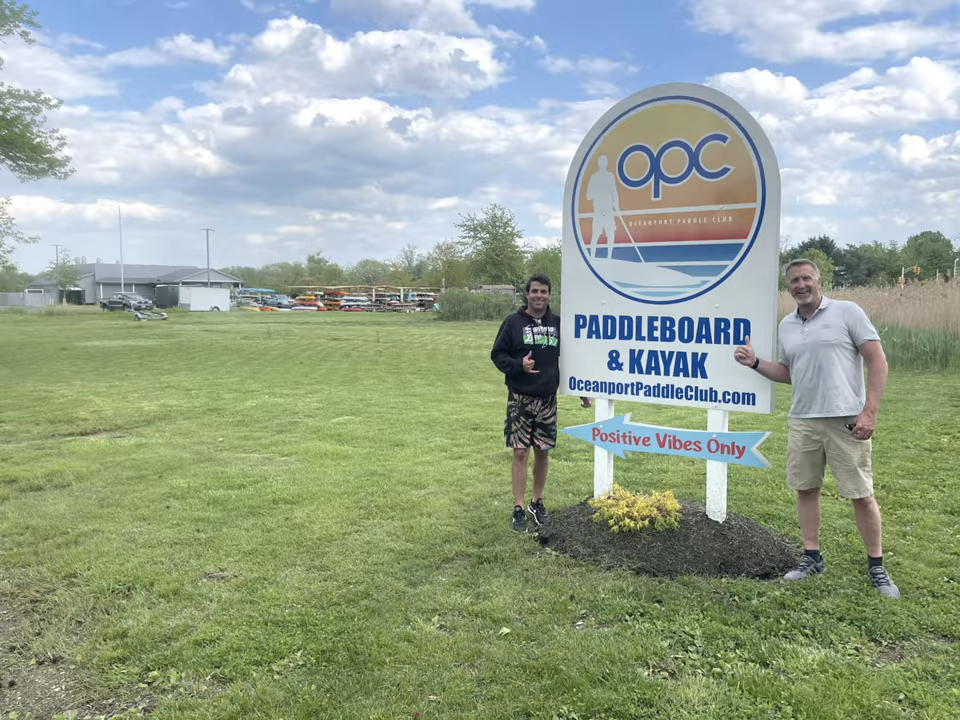 OPC
OCEANPORT PADDLE CLUB
PADDLEBOARD
& KAYAK
OceanportPaddleClub.com
Positive Vibes Only